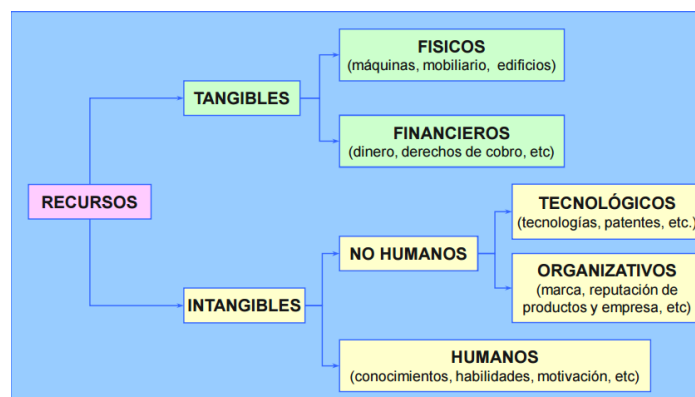 FISICOS
(máquinas, mobiliario, edificios)
TANGIBLES
FINANCIEROS
(dinero, derechos de cobro, etc)
RECURSOS
TECNOLÓGICOS
(tecnologías, patentes, etc.)
NO HUMANOS
ORGANIZATIVOS
(marca, reputación de
productos y empresa, etc)
INTANGIBLES
HUMANOS
(conocimientos, habilidades, motivación, etc)